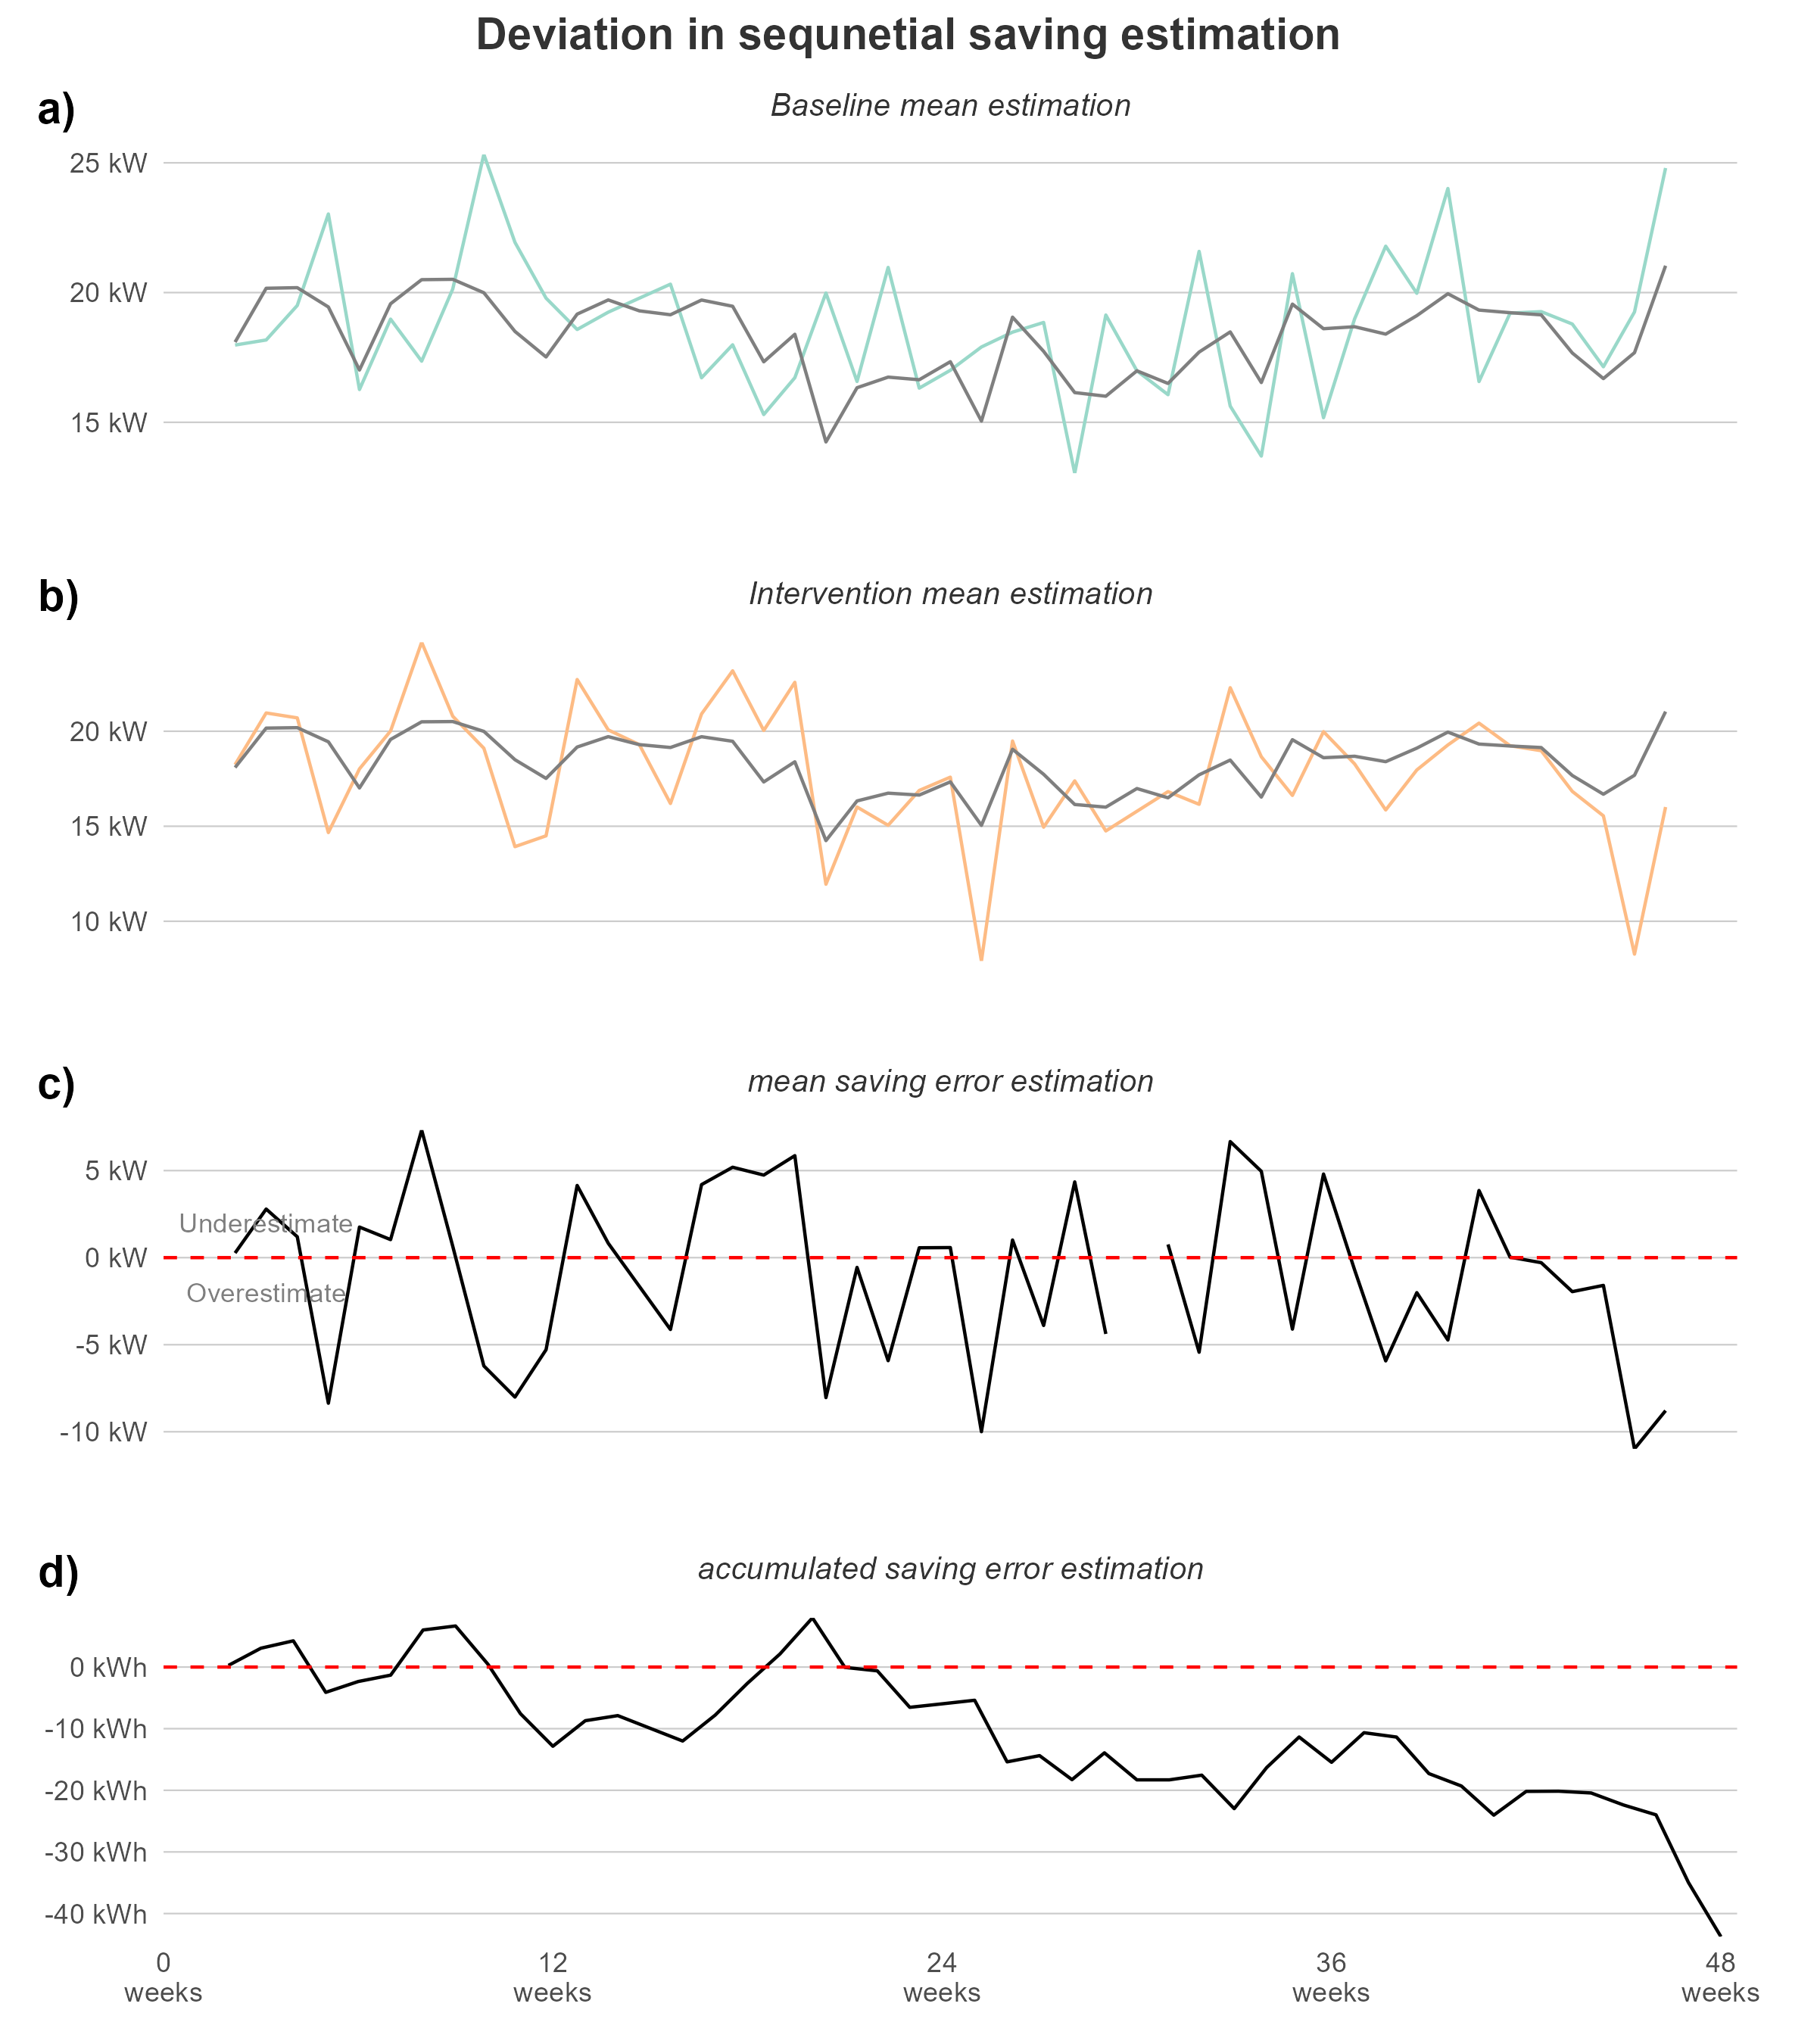 Deviation in sequnetial saving estimation
a)
Baseline mean estimation
25 kW
20 kW
15 kW
b)
Intervention mean estimation
20 kW
15 kW
10 kW
c)
mean saving error estimation
5 kW
Underestimate
0 kW
Overestimate
-5 kW
-10 kW
d)
accumulated saving error estimation
0 kWh
-10 kWh
-20 kWh
-30 kWh
-40 kWh
0 12 24 36 48
weeks weeks weeks weeks weeks